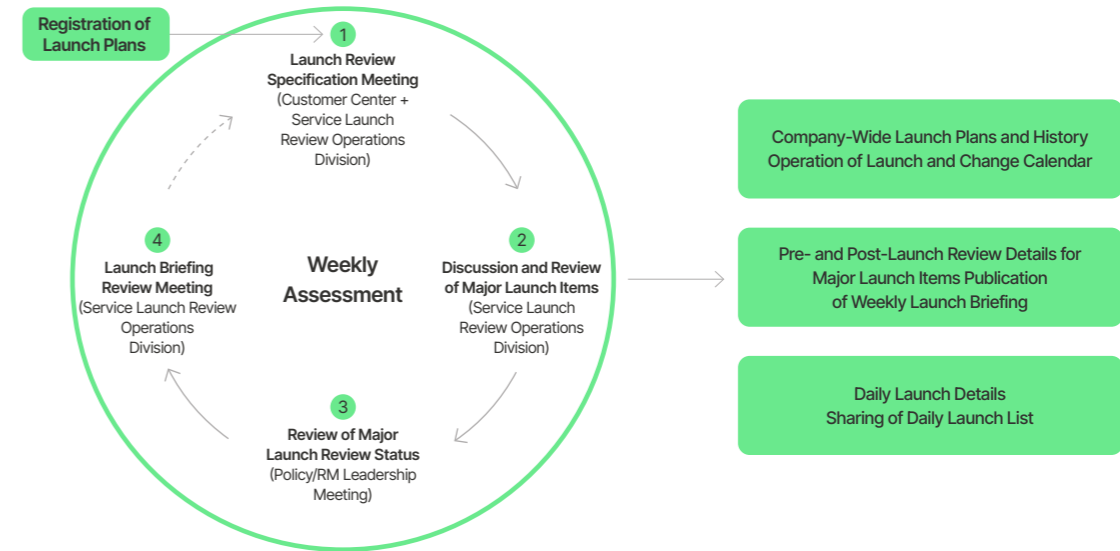 Registration of
Launch Plans
1
Launch Review
Specification Meeting
(Customer Center +
Service Launch
Review Operations
Division)
2
Discussion and Review
of Major Launch Items
(Service Launch
Review Operations
Division)
3
Review of Major
Launch Review Status
(Policy/RM Leadership
Meeting)
4
Launch Briefing
Review Meeting
(Service Launch Review
Operations
Division)
Weekly
Assessment
Company-Wide Launch Plans and History
Operation of Launch and Change Calendar
Pre- and Post-Launch Review Details for
Major Launch Items Publication
of Weekly Launch Briefing
Daily Launch Details
Sharing of Daily Launch List